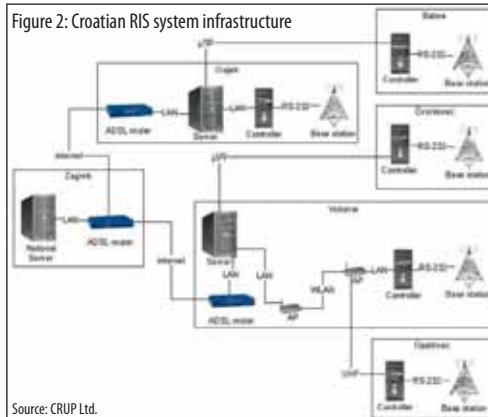 Figure 2: Croatian RIS system infrastructure
Batina
UHF
Controller
RS-232
Base station
Osijek
ADSL router
LAN
Server
LAN
Controller
RS-232
Base station
Controller
RS-232
Base station
Internet
Zagreb
National
Server
LAN
ADSL router
Internet
UHF
Vukovar
Server
LAN
LAN
ADSL router
AP
WLAN
AP
LAN
Controller
RS-232
Base station
UHF
Opatovac
Controller
RS-232
Base station
Source: CRUP Ltd.